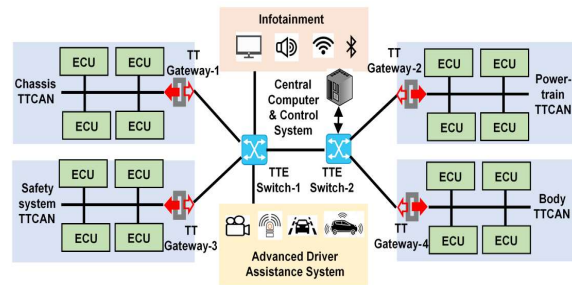 Infotainment
ECU
ECU
Chassis
TTCAN
ECU
ECU
TT
Gateway-1
Central
Computer
& Control
System
TT
Gateway-2
ECU
ECU
Power-
train
TTCAN
ECU
ECU
TTE
Switch-1
TTE
Switch-2
ECU
ECU
Safety
system
TTCAN
ECU
ECU
TT
Gateway-3
Advanced Driver
Assistance System
TT
Gateway-4
ECU
ECU
Body
TTCAN
ECU
ECU